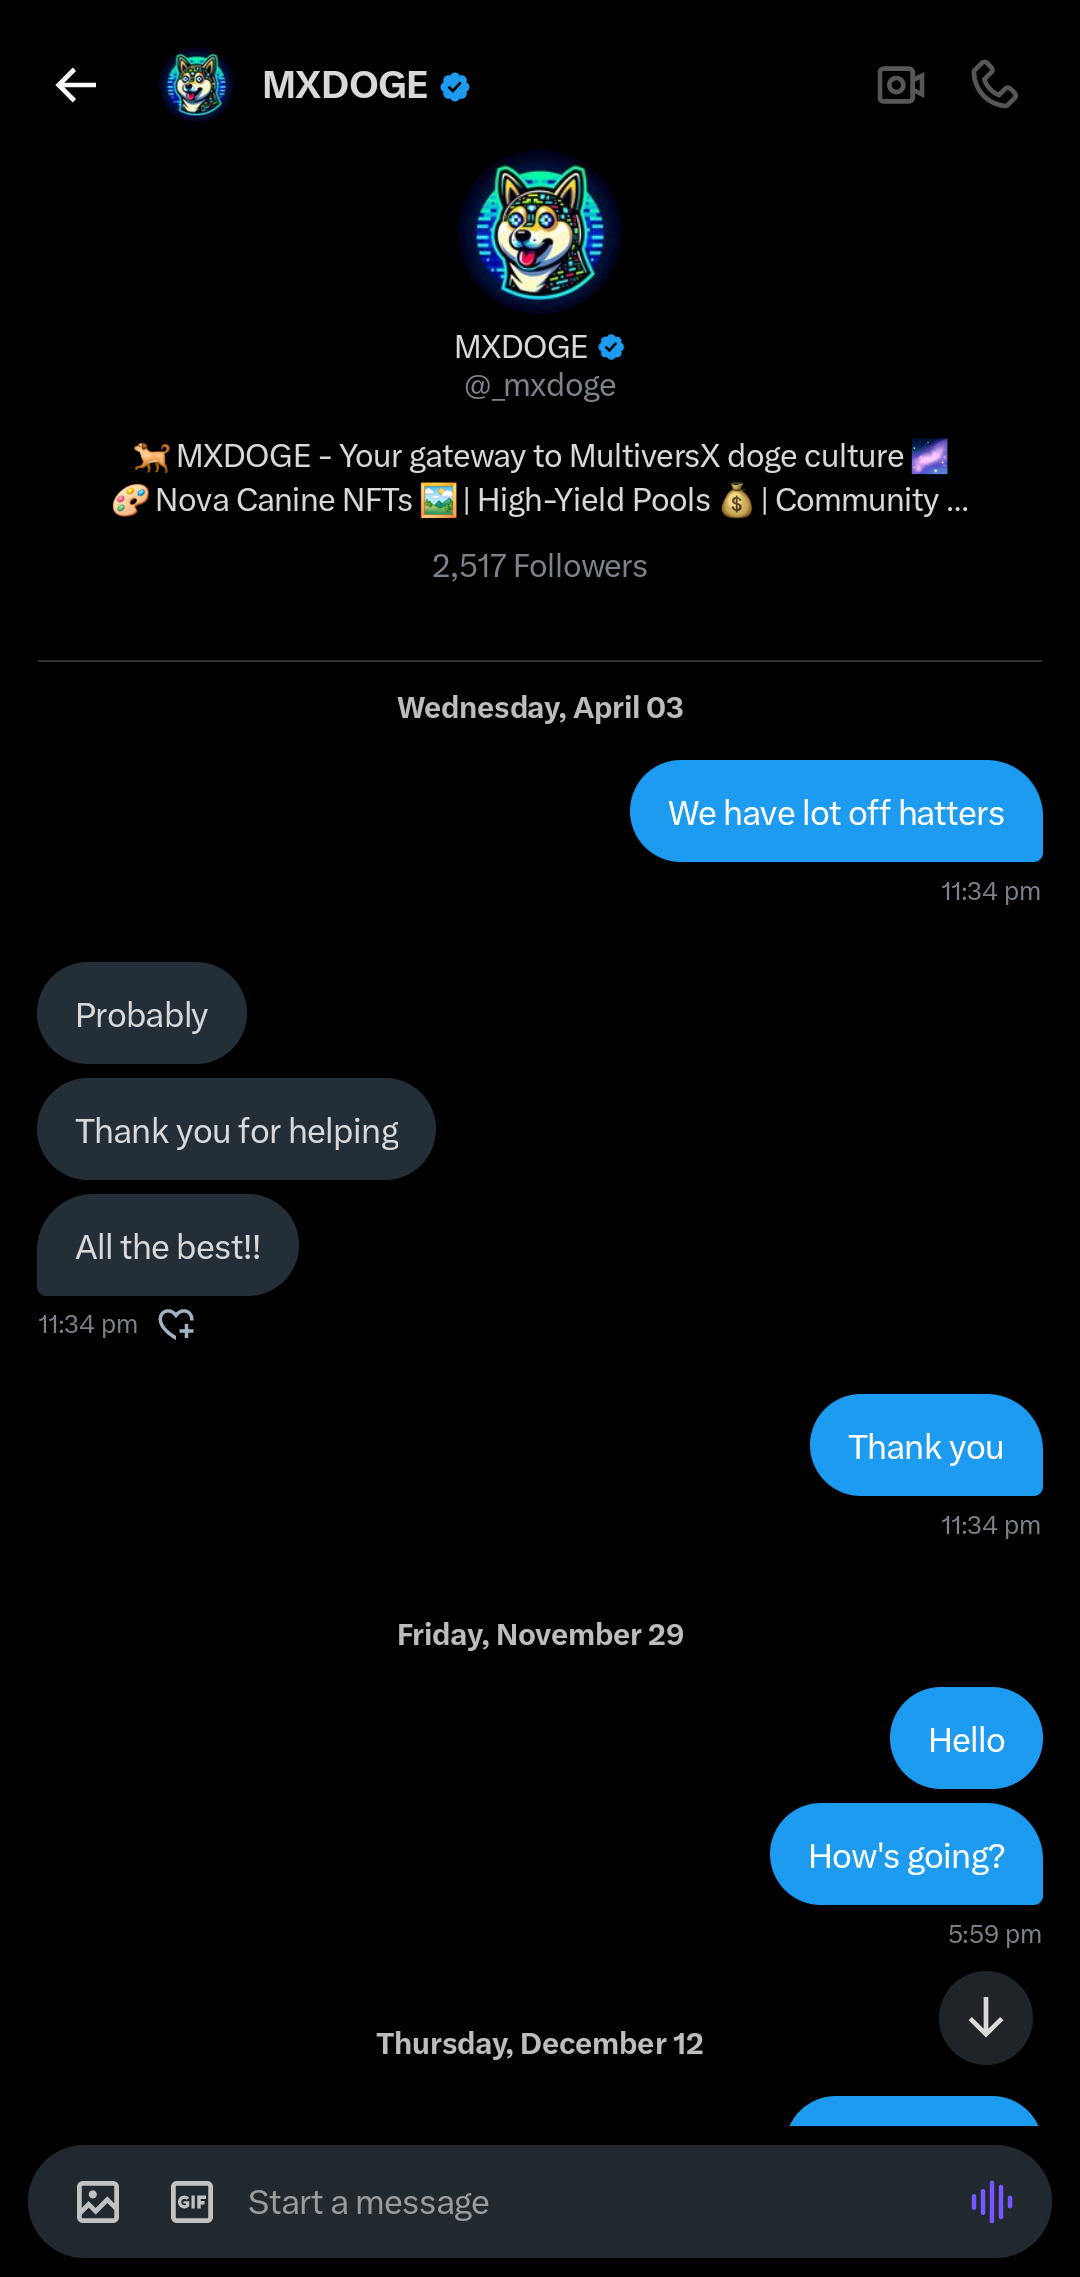 MXDOGE
MXDOGE
@_mxdoge
🐕 MXDOGE - Your gateway to MultiversX doge culture 🌌
🎨 Nova Canine NFTs 🖼️ | High-Yield Pools 💰 | Community ...
2,517 Followers
Wednesday, April 03
We have lot off hatters
11:34 pm
Probably
Thank you for helping
All the best!!
11:34 pm
Thank you
11:34 pm
Friday, November 29
Hello
How's going?
5:59 pm
Thursday, December 12
GIF Start a message